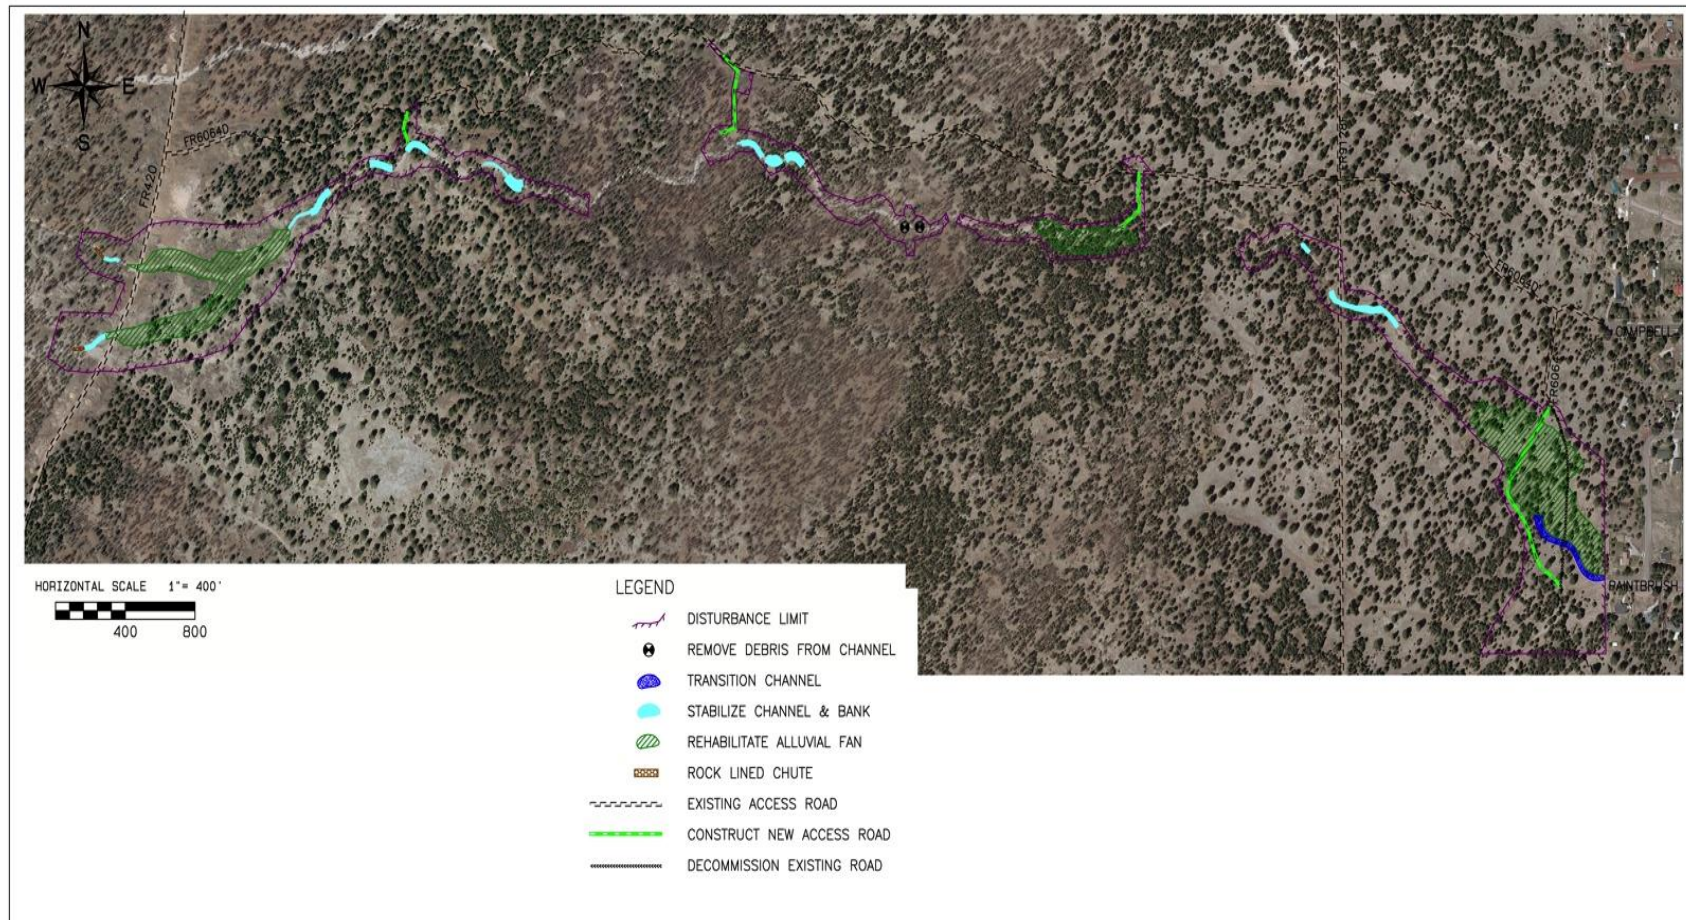 N
W E
S
FR420
FR6064D
FR9172B
FR6064D
CAMPBELL
PAINTBRUSH
HORIZONTAL SCALE 1"= 400'
400 800
LEGEND
DISTURBANCE LIMIT
REMOVE DEBRIS FROM CHANNEL
TRANSITION CHANNEL
STABILIZE CHANNEL & BANK
REHABILITATE ALLUVIAL FAN
ROCK LINED CHUTE
EXISTING ACCESS ROAD
CONSTRUCT NEW ACCESS ROAD
DECOMMISSION EXISTING ROAD